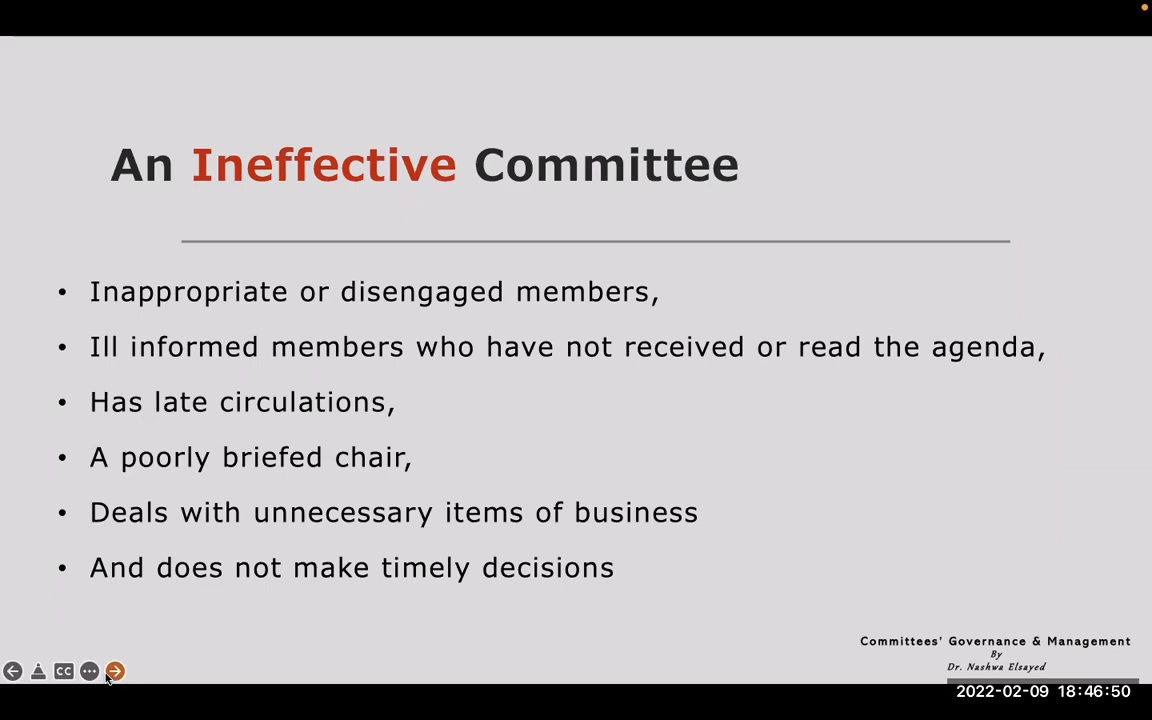 An Ineffective Committee
• Inappropriate or disengaged members,
• Ill informed members who have not received or read the agenda,
• Has late circulations,
• A poorly briefed chair,
• Deals with unnecessary items of business
• And does not make timely decisions
Committees' Governance & Management
By
Dr. Nashwa Elsayed
CC
2022-02-09 18:46:50